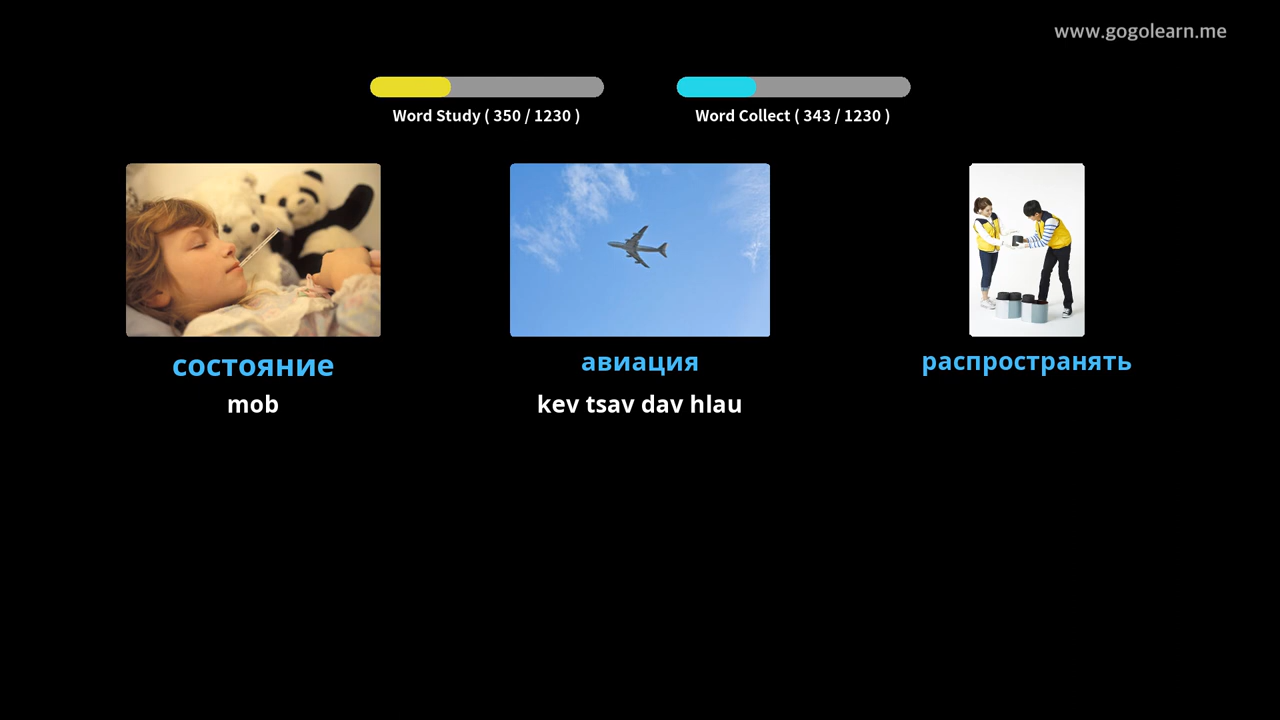 www.gogolearn.me
Word Study ( 350 / 1230 )
Word Collect ( 343 / 1230 )
состояние
авиация
распространять
mob
kev tsav dav hlau